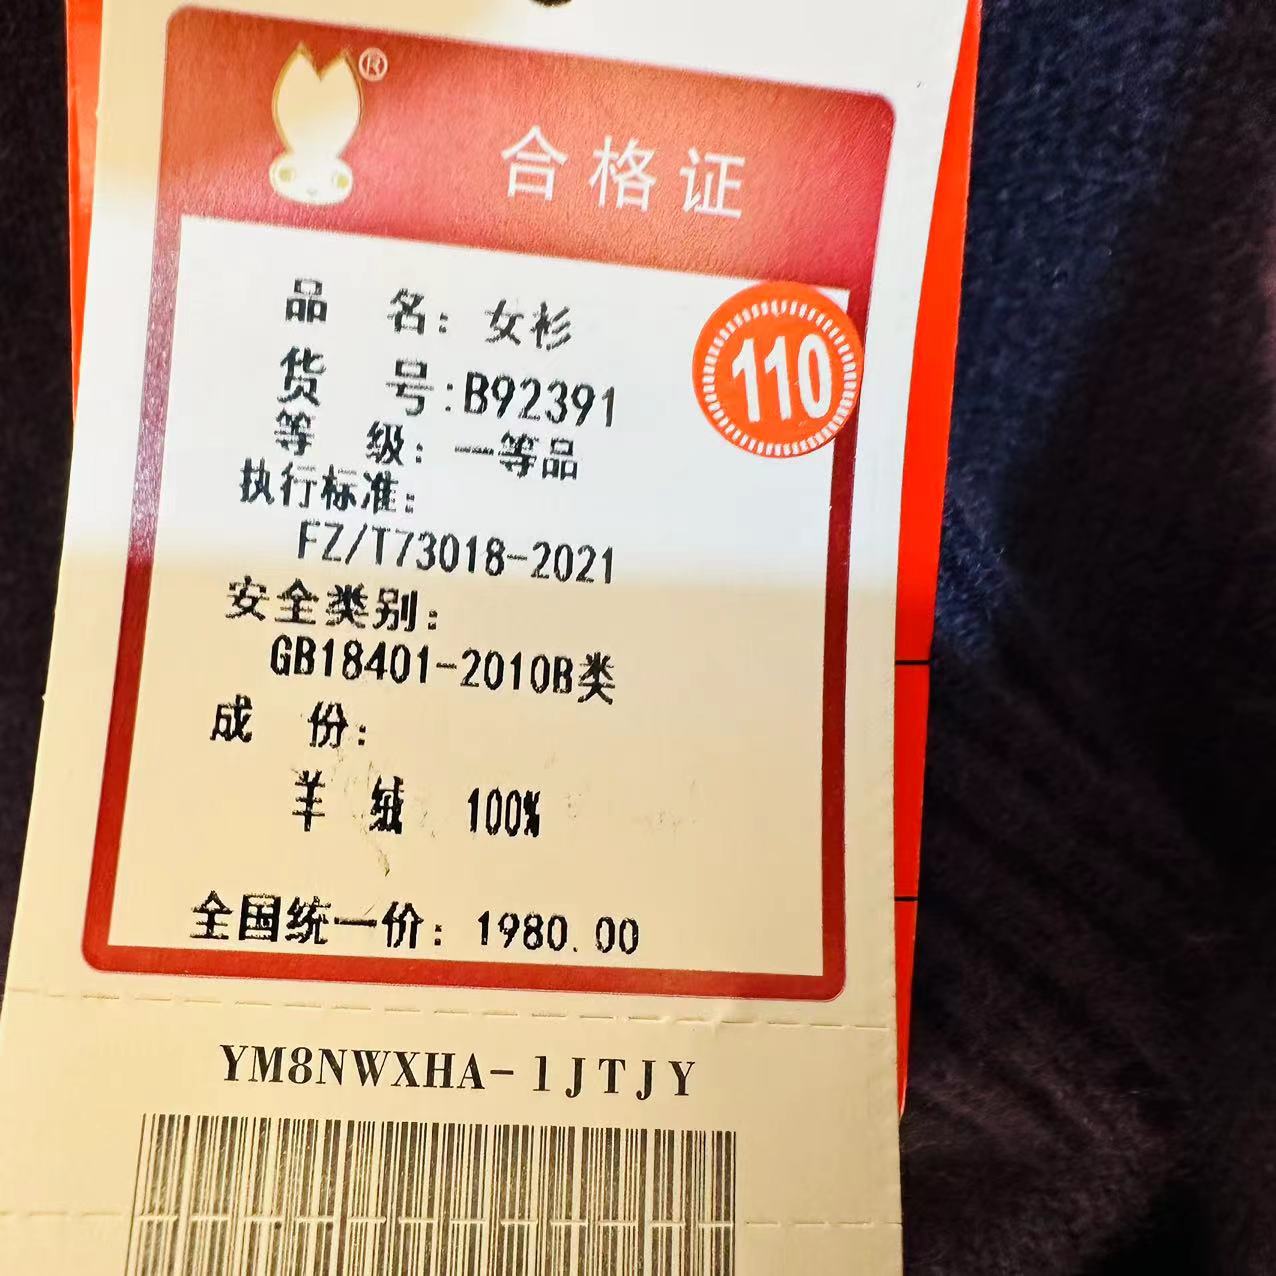 ®
合格证
品 名: 女衫
110
货 号:B92391
等 级: 一等品
执行标准:
FZ/T73018-2021
安全类别:
GB18401-2010B类
成 份:
羊 绒 100%
全国统一价: 1980.00
YM8NWXHA-1JTJY